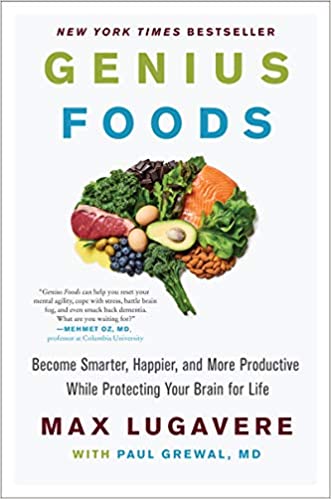 NEW YORK TIMES BESTSELLER
GENIUS
FOODS
"Genius Foods can help you reset your
mental agility, cope with stress, battle brain
fog, and even smack back dementia.
What are you waiting for?"
—MEHMET OZ, MD,
professor at Columbia University
Become Smarter, Happier, and More Productive
While Protecting Your Brain for Life
MAX LUGAVERE
WITH PAUL GREWAL, MD